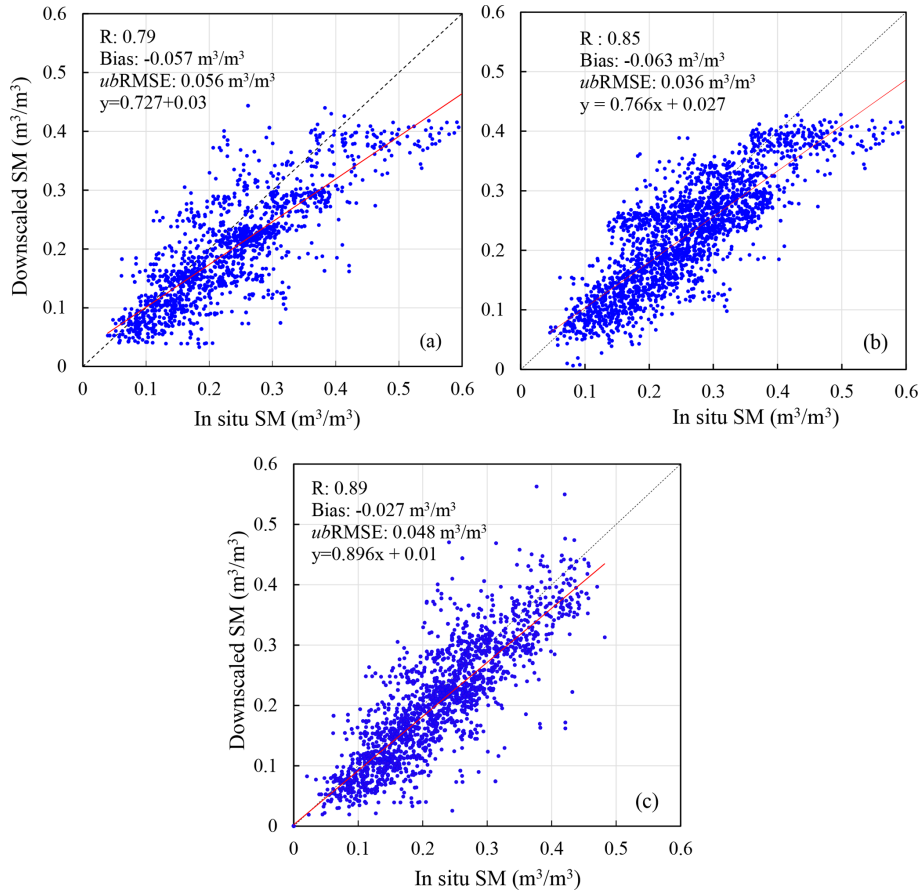 0.6
R: 0.79
Bias: -0.057 m³/m³
ubRMSE: 0.056 m³/m³
y=0.727+0.03
0.5
0.4
0.3
0.2
0.1
0
Downscaled SM (m³/m³)
(a)
0 0.1 0.2 0.3 0.4 0.5 0.6
In situ SM (m³/m³)
0.6
R : 0.85
Bias: -0.063 m³/m³
ubRMSE: 0.036 m³/m³
y = 0.766x + 0.027
0.5
0.4
0.3
0.2
0.1
0
(b)
0 0.1 0.2 0.3 0.4 0.5 0.6
In situ SM (m³/m³)
0.6
R: 0.89
Bias: -0.027 m³/m³
ubRMSE: 0.048 m³/m³
y=0.896x + 0.01
0.5
0.4
0.3
0.2
0.1
0
Downscaled SM (m³/m³)
(c)
0 0.1 0.2 0.3 0.4 0.5 0.6
In situ SM (m³/m³)